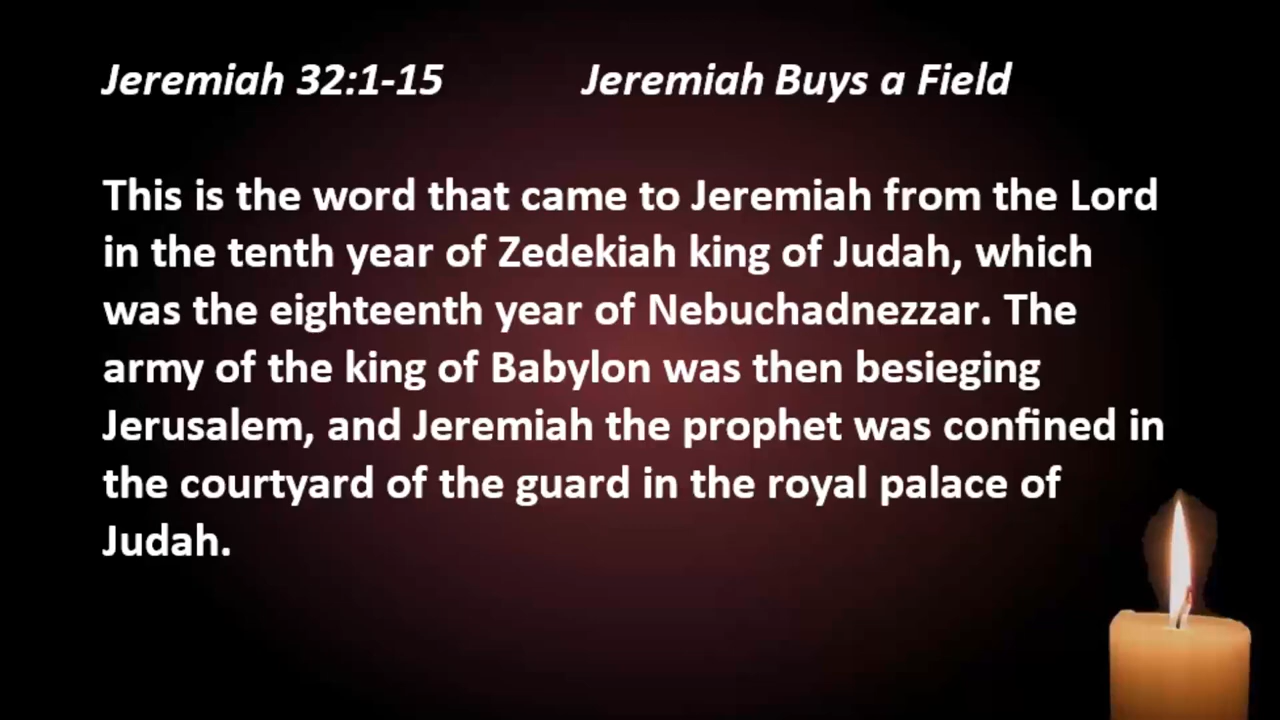 Jeremiah 32:1-15 Jeremiah Buys a Field
This is the word that came to Jeremiah from the Lord
in the tenth year of Zedekiah king of Judah, which
was the eighteenth year of Nebuchadnezzar. The
army of the king of Babylon was then besieging
Jerusalem, and Jeremiah the prophet was confined in
the courtyard of the guard in the royal palace of
Judah.